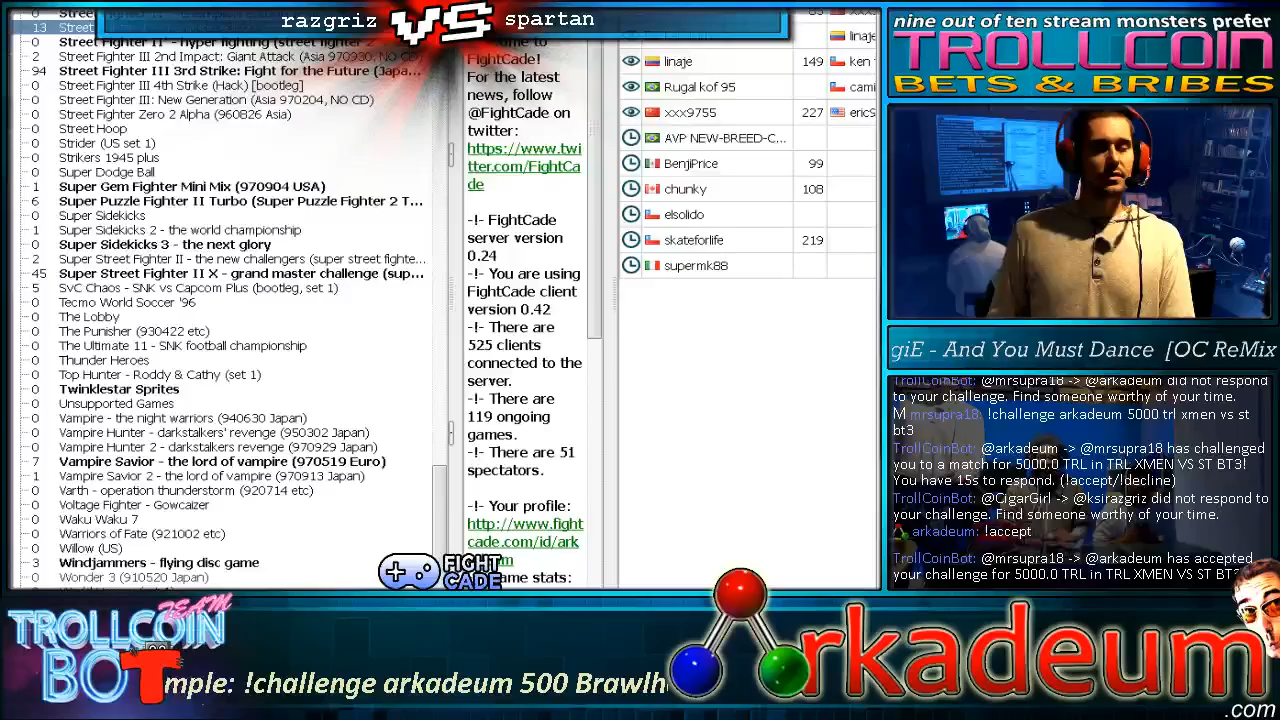 razgriz VS spartan
13 Street
0 Street Fighter II' - hyper fighting (street fighter 2
2 Street Fighter III 2nd Impact: Giant Attack (Asia 970930, NO CD)
94 Street Fighter III 3rd Strike: Fight for the Future (Japa...
0 Street Fighter III 4rd Strike (Hack) [bootleg]
0 Street Fighter III: New Generation (Asia 970204, NO CD)
0 Street Fighter Zero 2 Alpha (960826 Asia)
0 Street Hoop
0 Strider (US set 1)
0 Strikers 1945 plus
0 Super Dodge Ball
1 Super Gem Fighter Mini Mix (970904 USA)
6 Super Puzzle Fighter II Turbo (Super Puzzle Fighter 2 T...
0 Super Sidekicks
1 Super Sidekicks 2 - the world championship
0 Super Sidekicks 3 - the next glory
2 Super Street Fighter II - the new challengers (super street fighte...
45 Super Street Fighter II X - grand master challenge (sup...
5 SVC Chaos - SNK vs Capcom Plus (bootleg, set 1)
0 Tecmo World Soccer '96
0 The Lobby
0 The Punisher (930422 etc)
0 The Ultimate 11 - SNK football championship
0 Thunder Heroes
0 Top Hunter - Roddy & Cathy (set 1)
0 Twinklestar Sprites
0 Unsupported Games
0 Vampire - the night warriors (940630 Japan)
0 Vampire Hunter - darkstalkers' revenge (950302 Japan)
0 Vampire Hunter 2 - darkstalkers revenge (970929 Japan)
7 Vampire Savior - the lord of vampire (970519 Euro)
1 Vampire Savior 2 - the lord of vampire (970913 Japan)
0 Varth - operation thunderstorm (920714 etc)
0 Voltage Fighter - Gowcaizer
0 Waku Waku 7
0 Warriors of Fate (921002 etc)
0 Willow (US)
3 Windjammers - flying disc game
0 Wonder 3 (910520 Japan)
FightCade!
For the latest
news, follow
@FightCade on
twitter:
https://www.twi
tter.com/FightCa
de
-!- FightCade
server version
0.24
-!- You are using
FightCade client
version 0.42
-!- There are
525 clients
connected to the
server.
-!- There are
119 ongoing
games.
-!- There are 51
spectators.
-!- Your profile:
http://www.fight
cade.com/id/ark
m
ame stats:
linaje
linaje 149 ken
Rugal kof 95 cami
xxx9755 227 eric
99
chunky 108
elsolido
skateforlife 219
supermk88
FIGHT
CADE
nine out of ten stream monsters prefer
TROLLCOIN
BETS & BRIBES
giE - And You Must Dance [OC ReMix
TrollCoinBot: @mrsupra18 -> @arkadeum did not respond
to your challenge. Find someone worthy of your time.
M mrsupra18: !challenge arkadeum 5000 trl xmen vs st
bt3
TrollCoinBot: @arkadeum -> @mrsupra18 has challenged
you to a match for 5000.0 TRL in TRL XMEN VS ST BT3!
You have 15s to respond. (!accept/!decline)
TrollCoinBot: @CigarGirl -> @ksirazgriz did not respond to
your challenge. Find someone worthy of your time.
arkadeum: !accept
TrollCoinBot: @mrsupra18 -> @arkadeum has accepted
your challenge for 5000.0 TRL in TRL XMEN VS ST BT3
TEAM
TROLLCOIN
BOT
mple: !challenge arkadeum 500 Brawlh
Arkadeum
.com